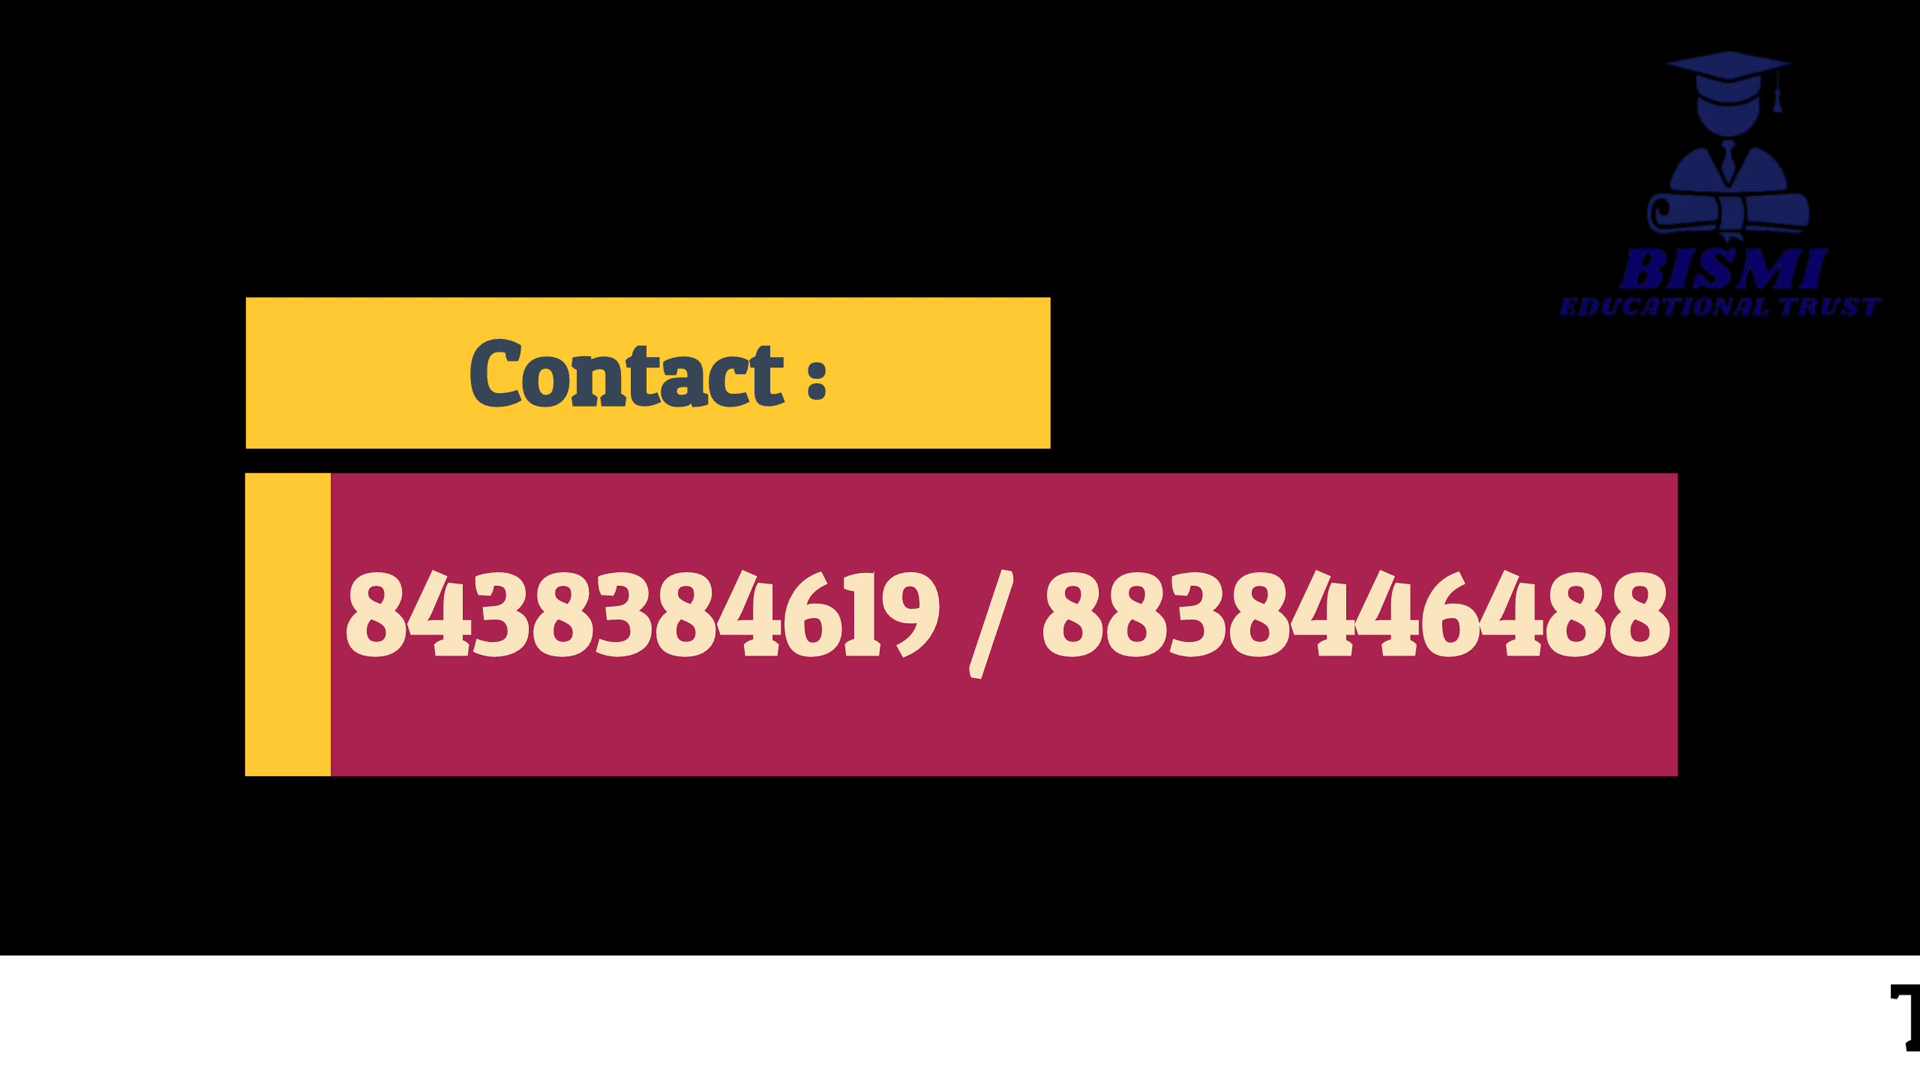 BISMI
EDUCATIONAL TRUST
Contact :
8438384619 / 8838446488
T